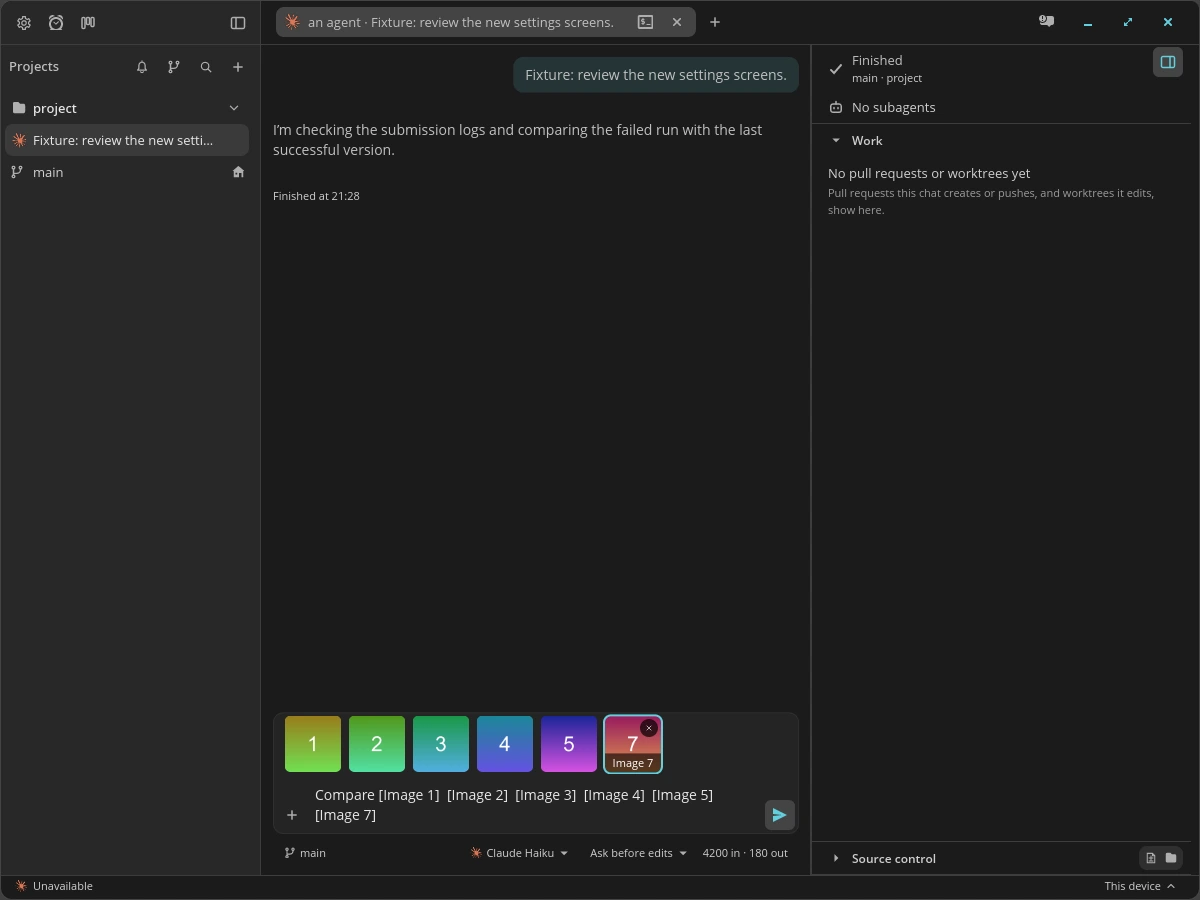 an agent · Fixture: review the new settings screens.
Projects
project
Fixture: review the new setti...
main
Fixture: review the new settings screens.
I'm checking the submission logs and comparing the failed run with the last
successful version.
Finished at 21:28
Finished
main · project
No subagents
Work
No pull requests or worktrees yet
Pull requests this chat creates or pushes, and worktrees it edits,
show here.
1 2 3 4 5 7
Image 7
Compare [Image 1] [Image 2] [Image 3] [Image 4] [Image 5]
[Image 7]
main Claude Haiku Ask before edits 4200 in · 180 out
Source control
Unavailable
This device